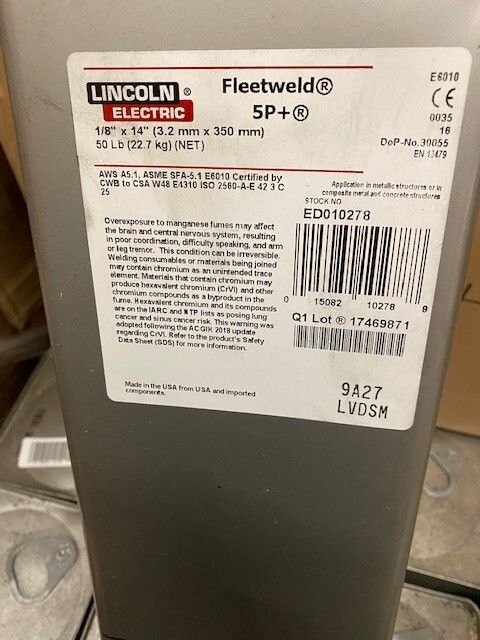 LINCOLN ®
ELECTRIC
Fleetweld®
5P+®
1/8" x 14" (3.2 mm x 350 mm)
50 Lb (22.7 kg) (NET)
E6010
CE
0035
16
DoP-No.30055
EN 13479
AWS A5.1, ASME SFA-5.1 E6010 Certified by
CWB to CSA W48 E4310 ISO 2560-A-E 42 3 C
25
Application in metallic structures or in
composite metal and concrete structures
STOCK NO
ED010278
Overexposure to manganese fumes may affect
the brain and central nervous system, resulting
in poor coordination, difficulty speaking, and arm
or leg tremor. This condition can be irreversible.
Welding consumables or materials being joined
may contain chromium as an unintended trace
element. Materials that contain chromium may
produce hexavalent chromium (CrVI) and other
chromium compounds as a byproduct in the
fume. Hexavalent chromium and its compounds
are on the IARC and NTP lists as posing lung
cancer and sinus cancer risk. This warning was
adopted following the ACGIH 2018 update
regarding CrVI. Refer to the product's Safety
Data Sheet (SDS) for more information.
0 15082 10278 9
Q1 Lot ® 17469871
Made in the USA from USA and imported
components.
9A27
LVDSM